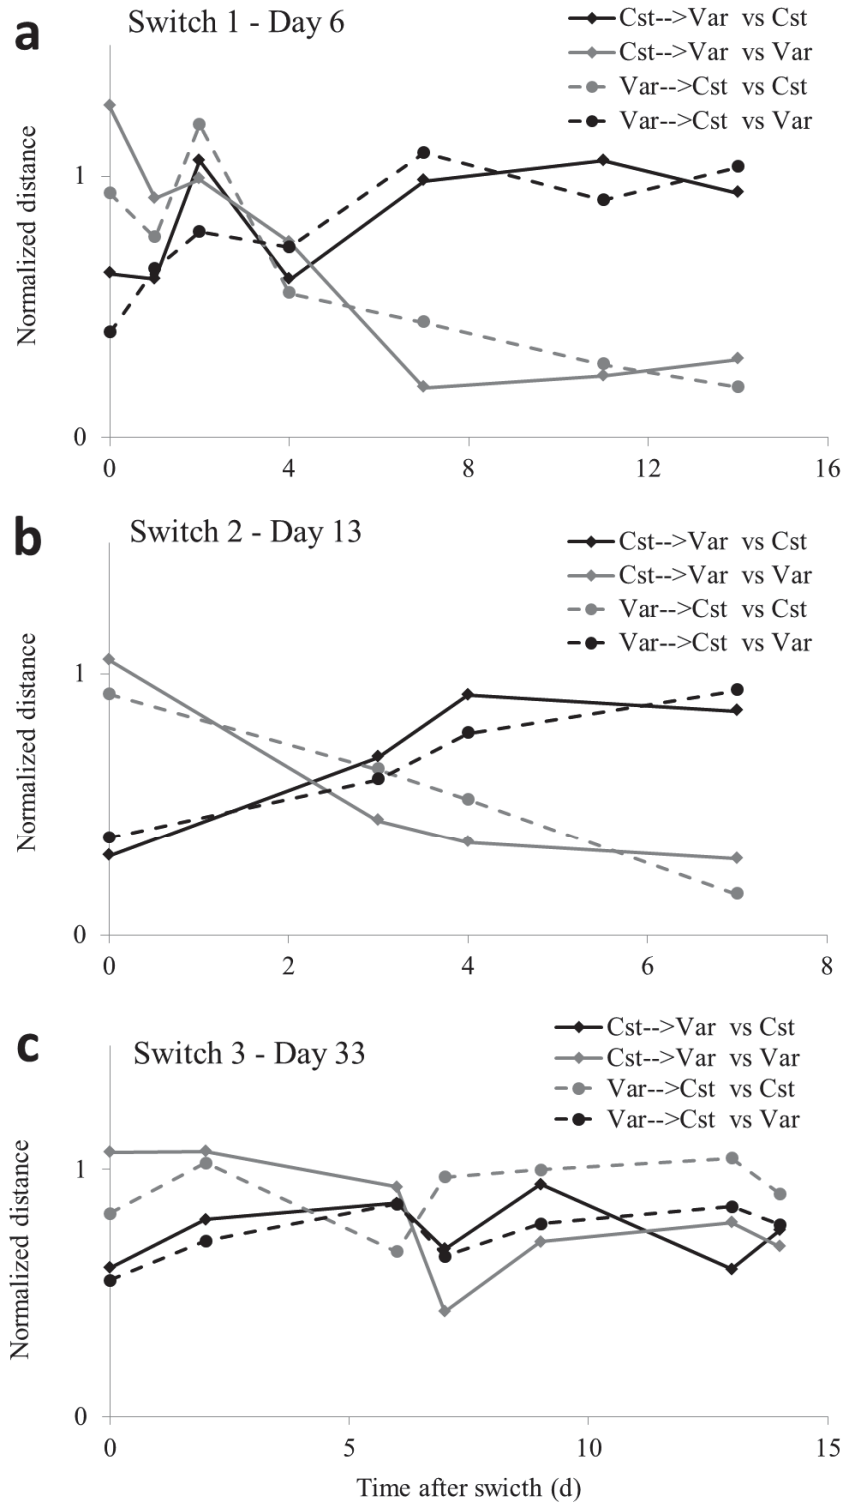 a
Switch 1 - Day 6
Cst-->Var vs Cst
Cst-->Var vs Var
Var-->Cst vs Cst
Var-->Cst vs Var
Normalized distance
1
0
0 4 8 12 16
b
Switch 2 - Day 13
Cst-->Var vs Cst
Cst-->Var vs Var
Var-->Cst vs Cst
Var-->Cst vs Var
Normalized distance
1
0
0 2 4 6 8
c
Switch 3 - Day 33
Cst-->Var vs Cst
Cst-->Var vs Var
Var-->Cst vs Cst
Var-->Cst vs Var
Normalized distance
1
0
0 5 10 15
Time after swicth (d)